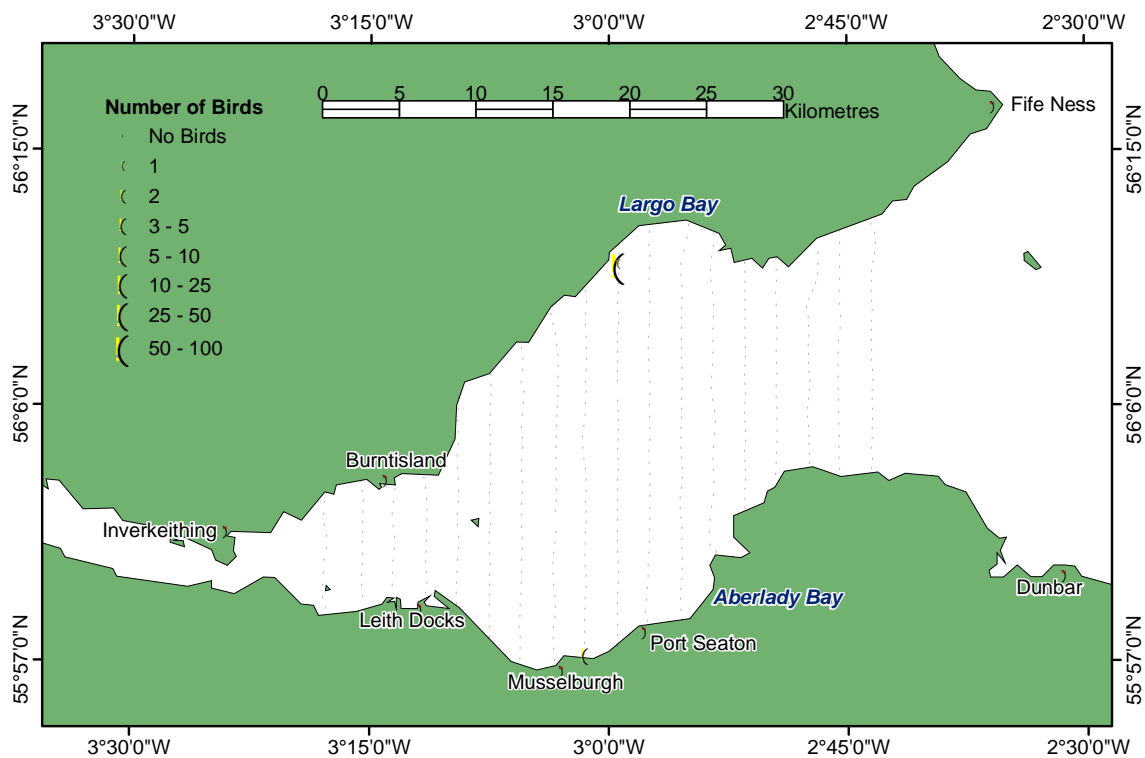 3°30'0"W 3°15'0"W 3°0'0"W 2°45'0"W 2°30'0"W
0 5 10 15 20 25 30
Kilometres
Number of Birds
No Birds
1
2
3 - 5
5 - 10
10 - 25
25 - 50
50 - 100
Fife Ness
56°15'0"N 56°15'0"N
Largo Bay
56°6'0"N 56°6'0"N
Burntisland
Inverkeithing
Dunbar
Aberlady Bay
Leith Docks
Port Seaton
55°57'0"N 55°57'0"N
Musselburgh
3°30'0"W 3°15'0"W 3°0'0"W 2°45'0"W 2°30'0"W